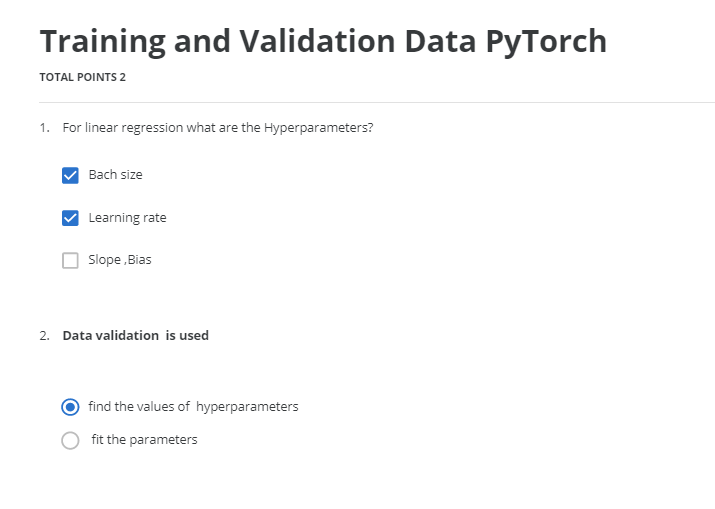 Training and Validation Data PyTorch
TOTAL POINTS 2
1. For linear regression what are the Hyperparameters?
Bach size
Learning rate
Slope ,Bias
2. Data validation is used
find the values of hyperparameters
fit the parameters